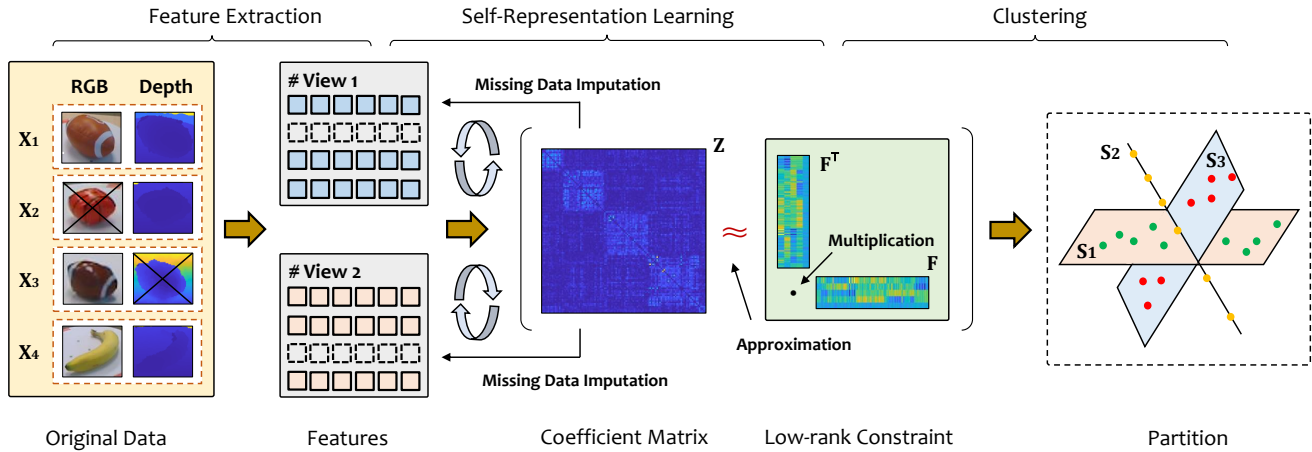 Feature Extraction
Self-Representation Learning
Clustering
RGB
Depth
X1
X2
X3
X4
# View 1
# View 2
Missing Data Imputation
Missing Data Imputation
Z
≈
F^T
Multiplication
F
Approximation
S2
S3
S1
Original Data
Features
Coefficient Matrix
Low-rank Constraint
Partition